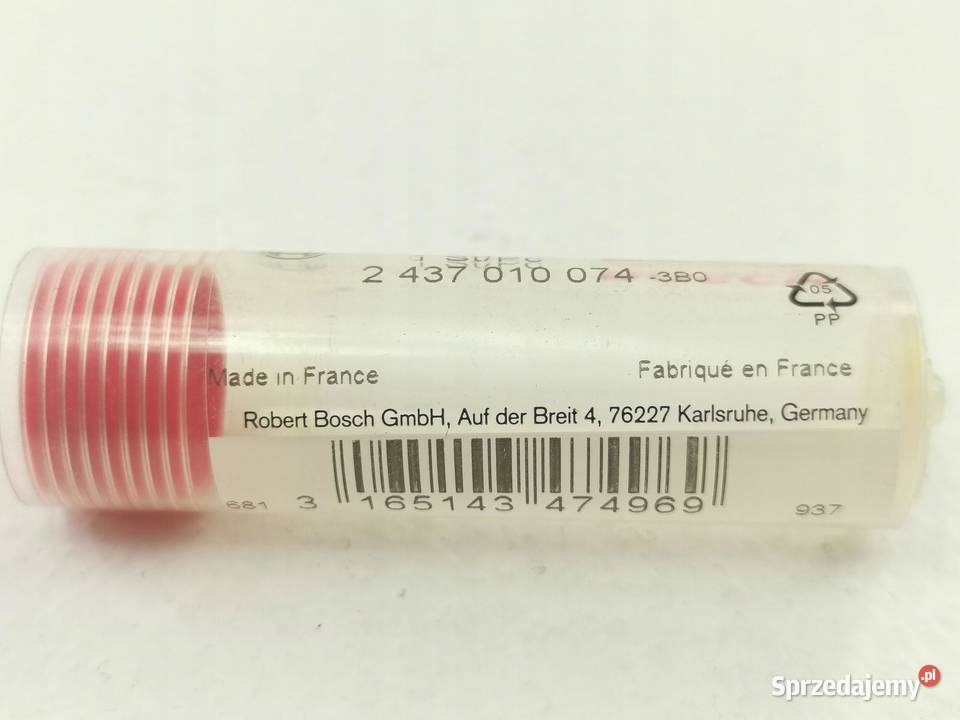 2 437 010 074 -3B0
05
PP
Made in France
Fabriqué en France
Robert Bosch GmbH, Auf der Breit 4, 76227 Karlsruhe, Germany
681 3 165143 474969 937
Sprzedajemy.pl